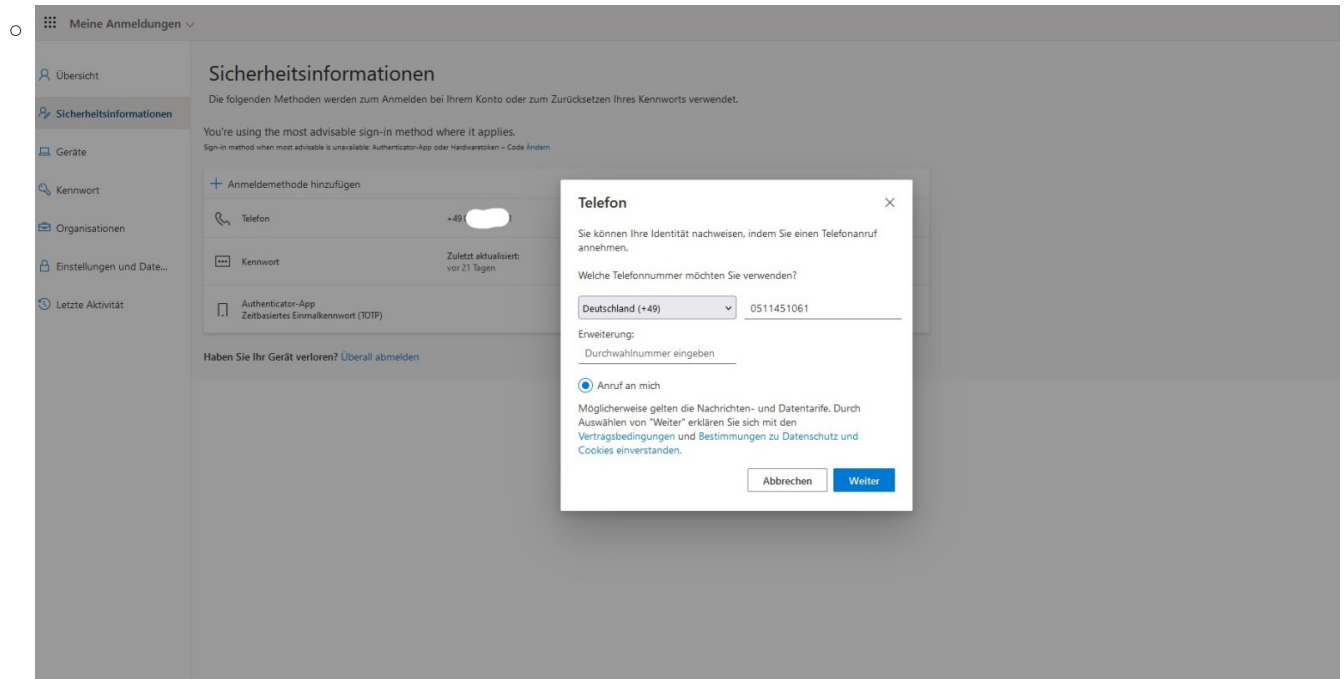 Meine Anmeldungen
Übersicht
Sicherheitsinformationen
Geräte
Kennwort
Organisationen
Einstellungen und Date...
Letzte Aktivität
Sicherheitsinformationen
Die folgenden Methoden werden zum Anmelden bei Ihrem Konto oder zum Zurücksetzen Ihres Kennworts verwendet.
You're using the most advisable sign-in method where it applies.
Sign-in method when most advisable is unavailable: Authenticator-App oder Hardwaretoken – Code Ändern
Anmeldemethode hinzufügen
Telefon +49
Kennwort Zuletzt aktualisiert:
vor 21 Tagen
Authenticator-App
Zeitbasiertes Einmalkennwort (TOTP)
Haben Sie Ihr Gerät verloren? Überall abmelden
Telefon
Sie können Ihre Identität nachweisen, indem Sie einen Telefonanruf
annehmen.
Welche Telefonnummer möchten Sie verwenden?
Deutschland (+49) 0511451061
Erweiterung:
Durchwahlnummer eingeben
Anruf an mich
Möglicherweise gelten die Nachrichten- und Datentarife. Durch
Auswählen von "Weiter" erklären Sie sich mit den
Vertragsbedingungen und Bestimmungen zu Datenschutz und
Cookies einverstanden.
Abbrechen Weiter